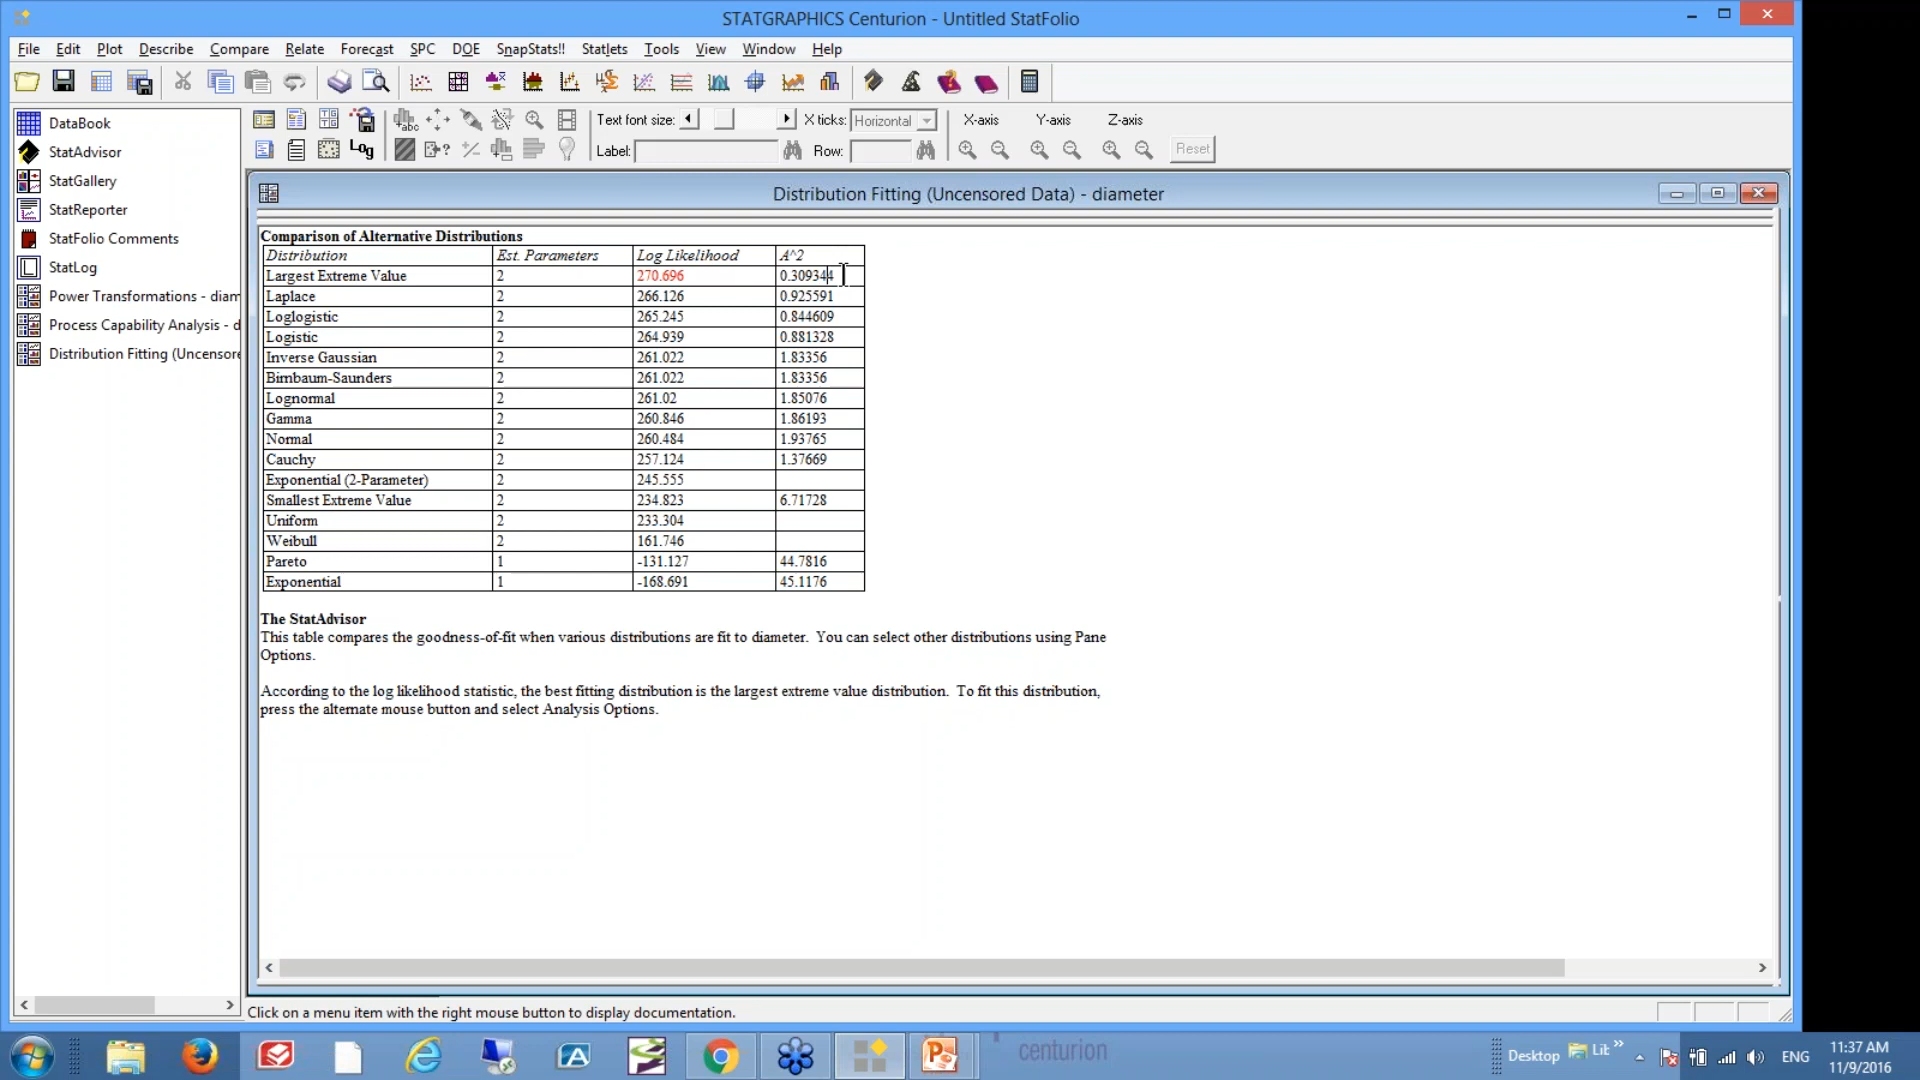 STATGRAPHICS Centurion - Untitled StatFolio
File Edit Plot Describe Compare Relate Forecast SPC DOE SnapStats!! StatLets Tools View Window Help
DataBook
StatAdvisor
StatGallery
StatReporter
StatFolio Comments
StatLog
Power Transformations - diam
Process Capability Analysis - d
Distribution Fitting (Uncensore
Text font size: X ticks: Horizontal X-axis Y-axis Z-axis
Log Label: Row: Reset
Distribution Fitting (Uncensored Data) - diameter
Comparison of Alternative Distributions
Distribution Est. Parameters Log Likelihood A^2
Largest Extreme Value 2 270.696 0.309344
Laplace 2 266.126 0.925591
Loglogistic 2 265.245 0.844609
Logistic 2 264.939 0.881328
Inverse Gaussian 2 261.022 1.83356
Birnbaum-Saunders 2 261.022 1.83356
Lognormal 2 261.02 1.85076
Gamma 2 260.846 1.86193
Normal 2 260.484 1.93765
Cauchy 2 257.124 1.37669
Exponential (2-Parameter) 2 245.555
Smallest Extreme Value 2 234.823 6.71728
Uniform 2 233.304
Weibull 2 161.746
Pareto 1 -131.127 44.7816
Exponential 1 -168.691 45.1176
The StatAdvisor
This table compares the goodness-of-fit when various distributions are fit to diameter. You can select other distributions using Pane
Options.
According to the log likelihood statistic, the best fitting distribution is the largest extreme value distribution. To fit this distribution,
press the alternate mouse button and select Analysis Options.
Click on a menu item with the right mouse button to display documentation.
centurion
Desktop Lib » ENG 11:37 AM
11/9/2016